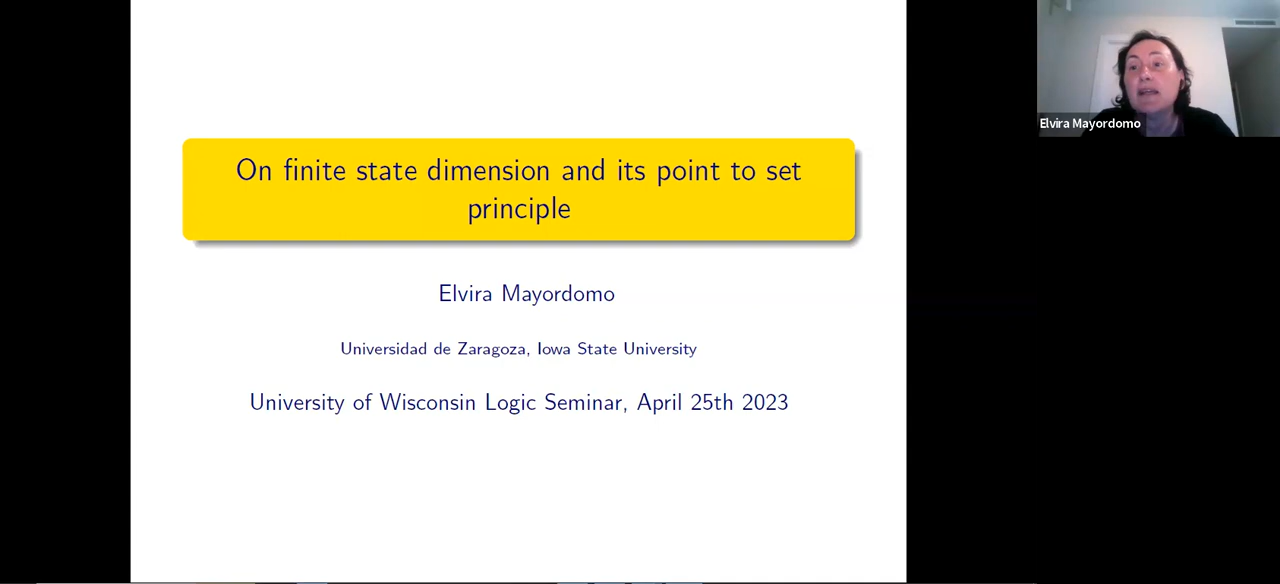 On finite state dimension and its point to set
principle
Elvira Mayordomo
Universidad de Zaragoza, Iowa State University
University of Wisconsin Logic Seminar, April 25th 2023
Elvira Mayordomo